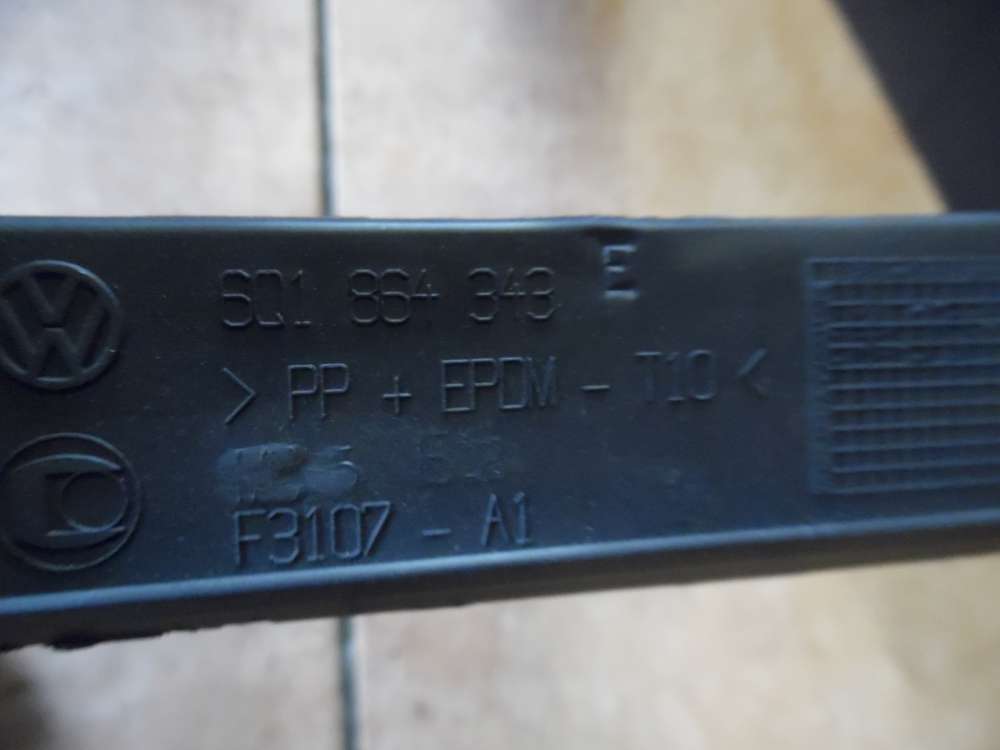 6Q1 864 343 E
> PP + EPDM - T10 <
F3107 - A1